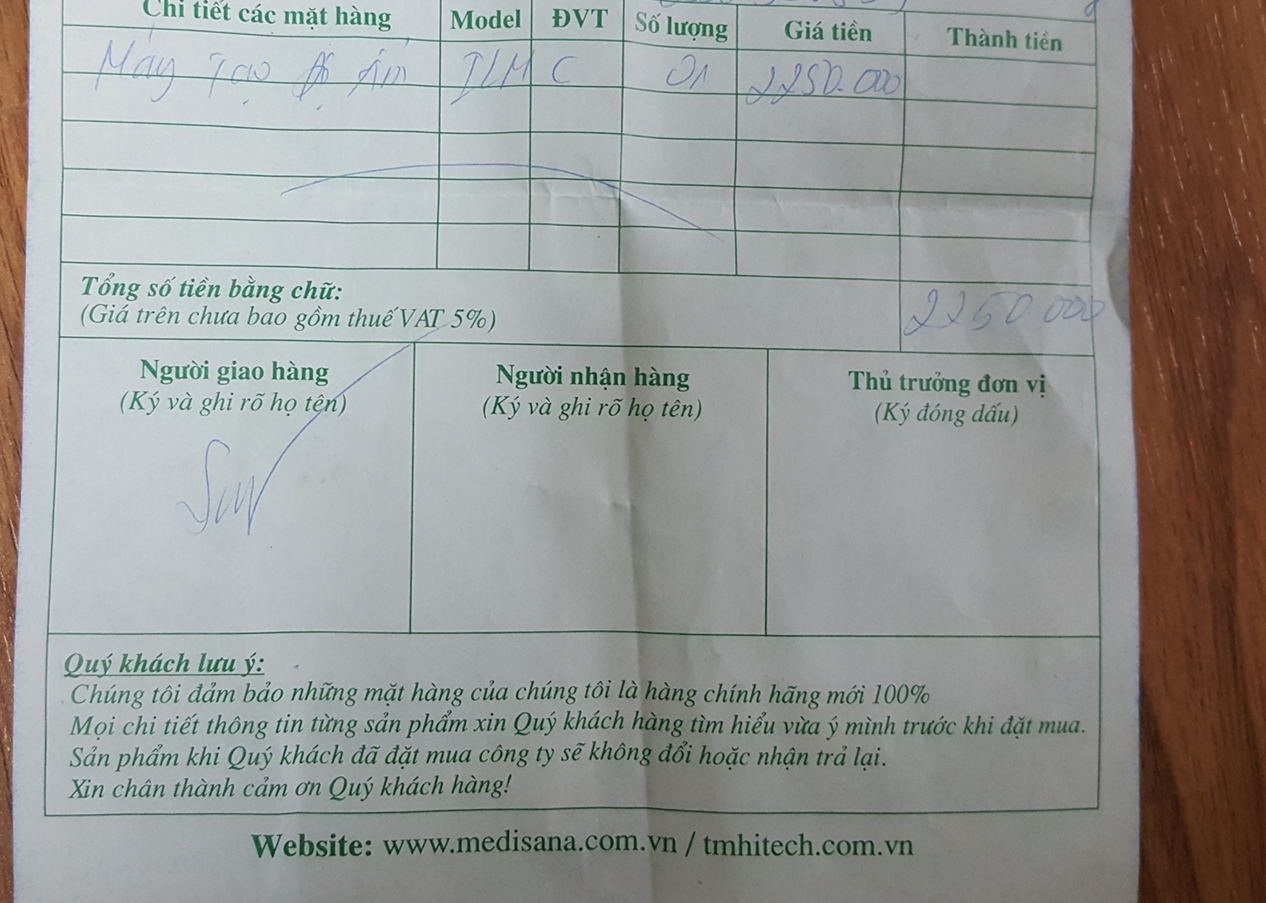 Chi tiết các mặt hàng Model ĐVT Số lượng Giá tiền Thành tiền
Máy Tạo độ ẩm C 01 2250.000
Tổng số tiền bằng chữ:
(Giá trên chưa bao gồm thuế VAT 5%) 2250.000
Người giao hàng Người nhận hàng Thủ trưởng đơn vị
(Ký và ghi rõ họ tên) (Ký và ghi rõ họ tên) (Ký đóng dấu)
Quý khách lưu ý:
Chúng tôi đảm bảo những mặt hàng của chúng tôi là hàng chính hãng mới 100%
Mọi chi tiết thông tin từng sản phẩm xin Quý khách hàng tìm hiểu vừa ý mình trước khi đặt mua.
Sản phẩm khi Quý khách đã đặt mua công ty sẽ không đổi hoặc nhận trả lại.
Xin chân thành cảm ơn Quý khách hàng!
Website: www.medisana.com.vn / tmhitech.com.vn